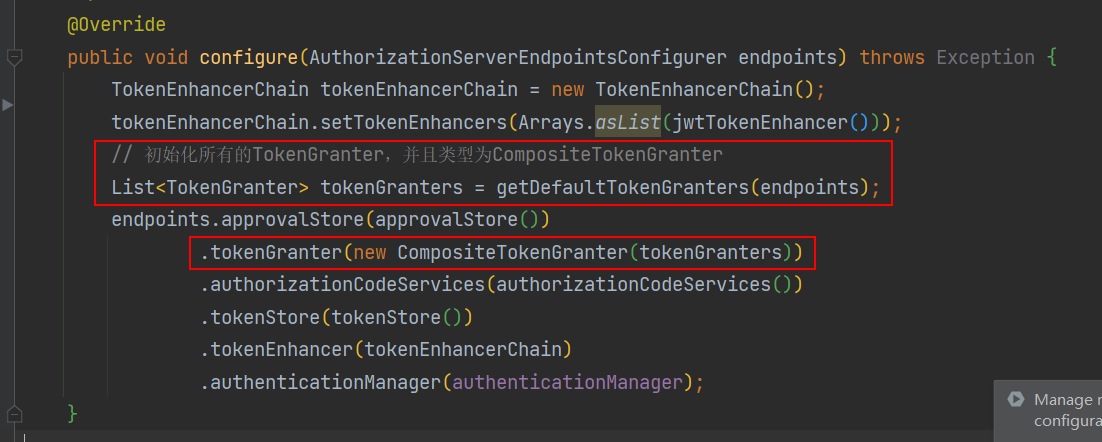 @Override
public void configure(AuthorizationServerEndpointsConfigurer endpoints) throws Exception {
TokenEnhancerChain tokenEnhancerChain = new TokenEnhancerChain();
tokenEnhancerChain.setTokenEnhancers(Arrays.asList(jwtTokenEnhancer()));
// 初始化所有的TokenGranter，并且类型为CompositeTokenGranter
List<TokenGranter> tokenGranters = getDefaultTokenGranters(endpoints);
endpoints.approvalStore(approvalStore())
.tokenGranter(new CompositeTokenGranter(tokenGranters))
.authorizationCodeServices(authorizationCodeServices())
.tokenStore(tokenStore())
.tokenEnhancer(tokenEnhancerChain)
.authenticationManager(authenticationManager);
}
Manage
configura